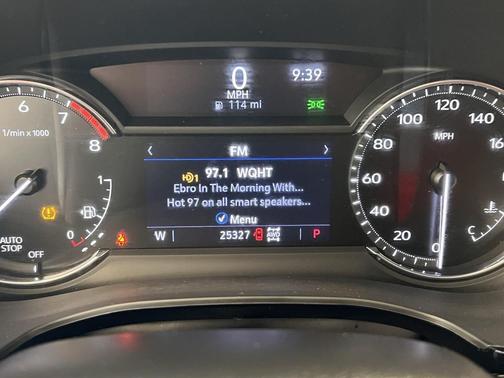 0
MPH
114 mi
9:39
6
7
8
1/min x 1000
1
0
AUTO
STOP
OFF
FM
HD1 97.1 WQHT
Ebro In The Morning With...
Hot 97 on all smart speakers...
Menu
W
25327
AWD
P
120
140
100
80
60
40
20
0
MPH
C